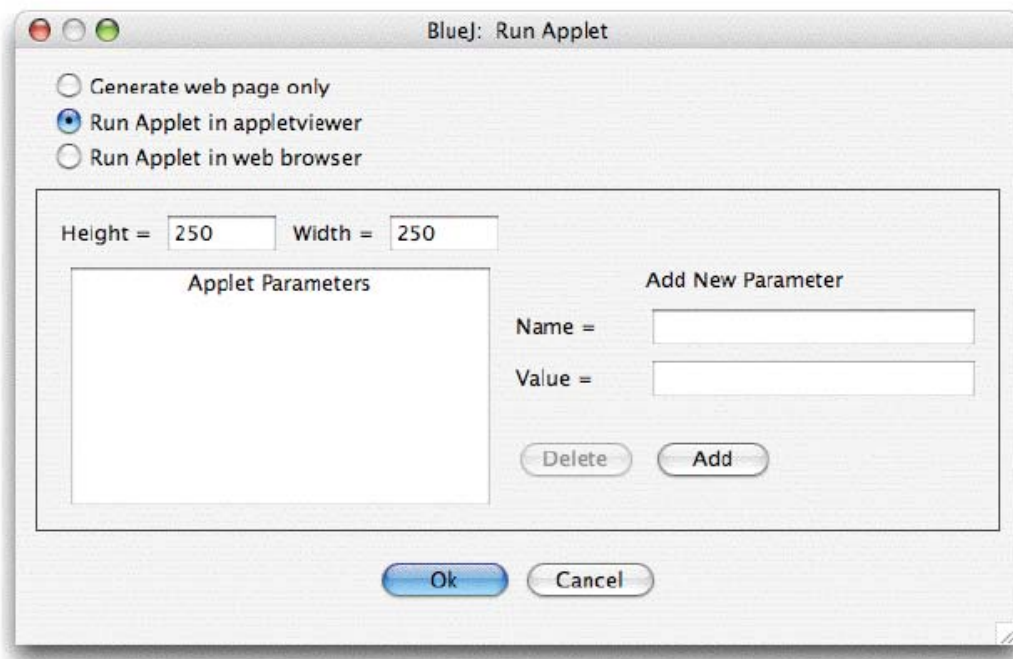 BlueJ: Run Applet
Generate web page only
Run Applet in appletviewer
Run Applet in web browser
Height = 250 Width = 250
Applet Parameters
Add New Parameter
Name =
Value =
Delete Add
Ok Cancel